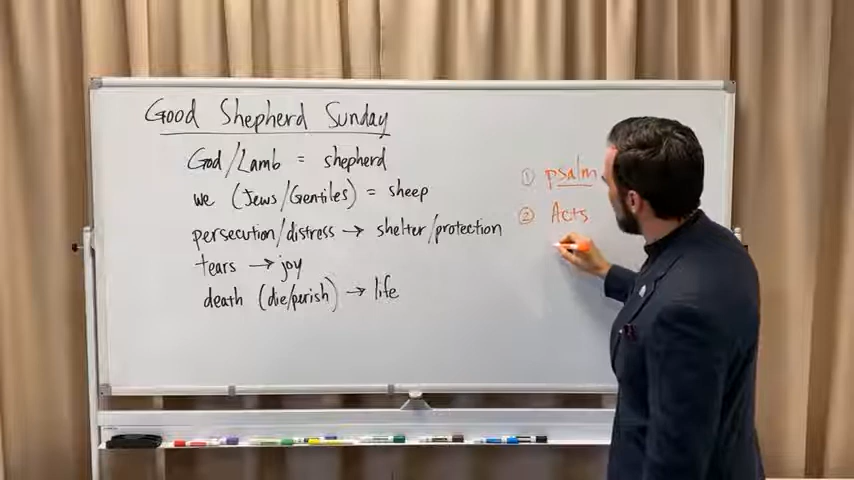 Good Shepherd Sunday
God/Lamb = shepherd
we (Jews/Gentiles) = sheep
persecution/distress → shelter/protection
tears → joy
death (die/perish) → life
① psalm
② Acts